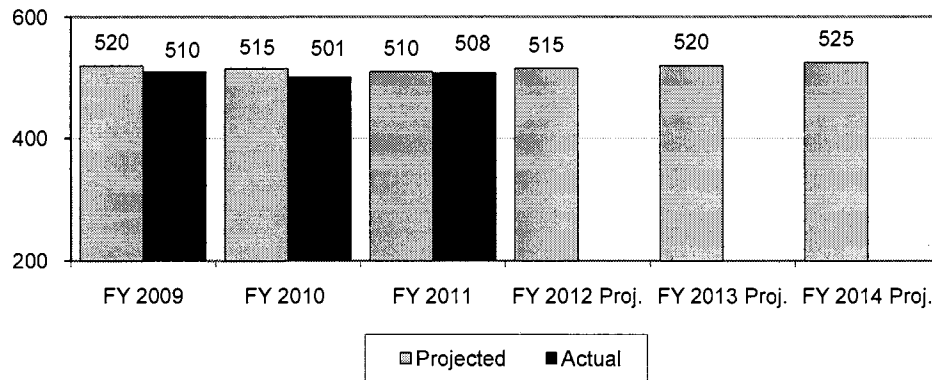 600
520 510 515 501 510 508 515 520 525
400
200
FY 2009 FY 2010 FY 2011 FY 2012 Proj. FY 2013 Proj. FY 2014 Proj.
Projected Actual